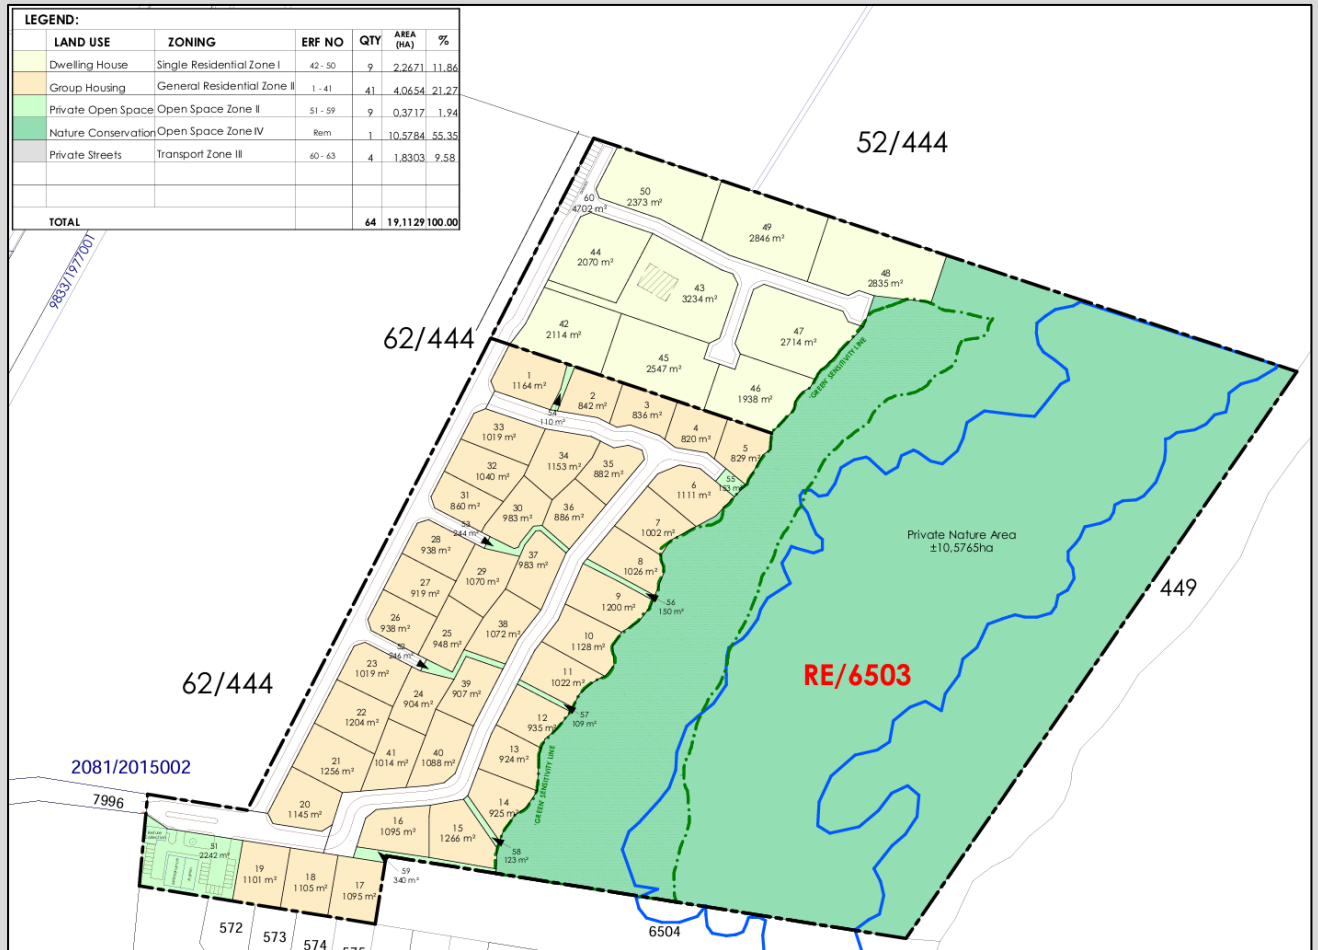 LEGEND:
LAND USE ZONING ERF NO QTY AREA (HA) %
Dwelling House Single Residential Zone I 42 - 50 9 2,2671 11,86
Group Housing General Residential Zone II 1 - 41 41 4,0654 21,27
Private Open Space Open Space Zone II 51 - 59 9 0,3717 1,94
Nature Conservation Open Space Zone IV Rem 1 10,5784 55,35
Private Streets Transport Zone III 60 - 63 4 1,8303 9,58
TOTAL 64 19,1129 100.00
52/444
9833/1977001
62/444
60
4702 m²
50
2373 m²
49
2846 m²
48
2835 m²
44
2070 m²
43
3234 m²
47
2714 m²
42
2114 m²
45
2547 m²
46
1938 m²
'GREEN' SENSITIVITY LINE
1
1164 m²
54
110 m²
2
842 m²
3
836 m²
4
820 m²
5
829 m²
55
153 m²
33
1019 m²
34
1153 m²
35
882 m²
32
1040 m²
31
860 m²
30
983 m²
36
886 m²
6
1111 m²
7
1002 m²
53
244 m²
28
938 m²
29
1070 m²
37
983 m²
8
1026 m²
27
919 m²
9
1200 m²
56
150 m²
26
938 m²
25
948 m²
38
1072 m²
10
1128 m²
52
246 m²
23
1019 m²
24
904 m²
39
907 m²
11
1022 m²
57
109 m²
22
1204 m²
12
935 m²
21
1256 m²
41
1014 m²
40
1088 m²
13
924 m²
'GREEN' SENSITIVITY LINE
20
1145 m²
16
1095 m²
15
1266 m²
14
925 m²
58
123 m²
59
340 m²
51
2242 m²
19
1101 m²
18
1105 m²
17
1095 m²
Private Nature Area
±10,5765ha
449
RE/6503
62/444
2081/2015002
7996
572
573
574
575
6504